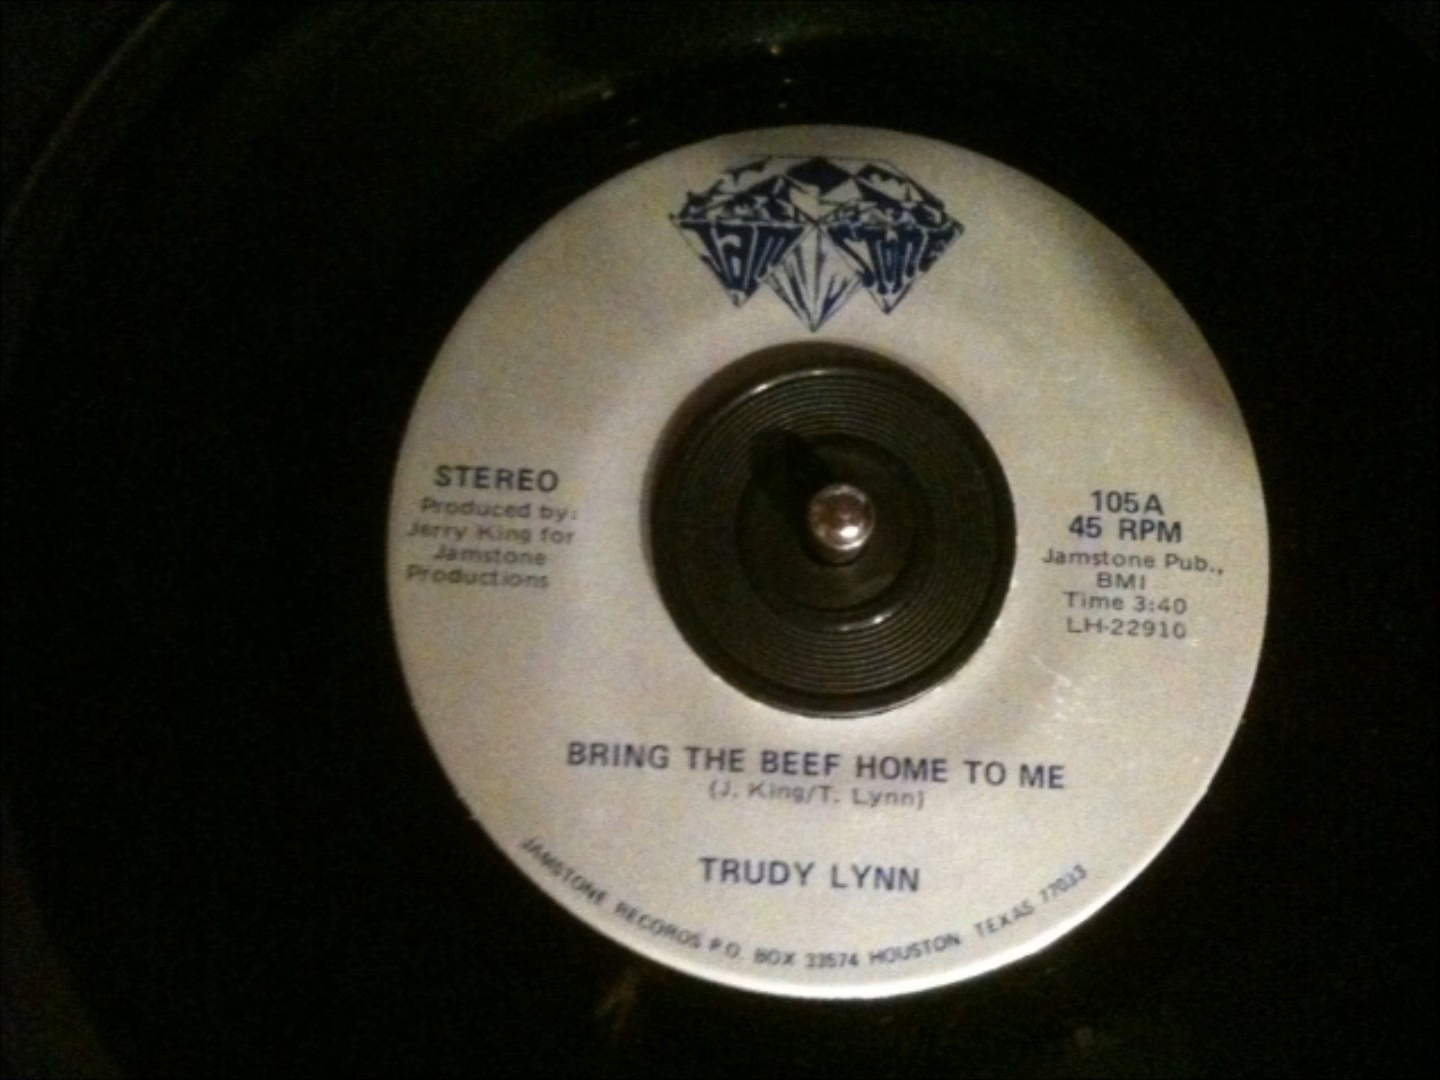 Jam Stone
STEREO
Produced by:
Jerry King for
Jamstone
Productions
105A
45 RPM
Jamstone Pub.,
BMI
Time 3:40
LH-22910
BRING THE BEEF HOME TO ME
(J. King/T. Lynn)
TRUDY LYNN
JAMSTONE RECORDS P.O. BOX 33574 HOUSTON TEXAS 77033